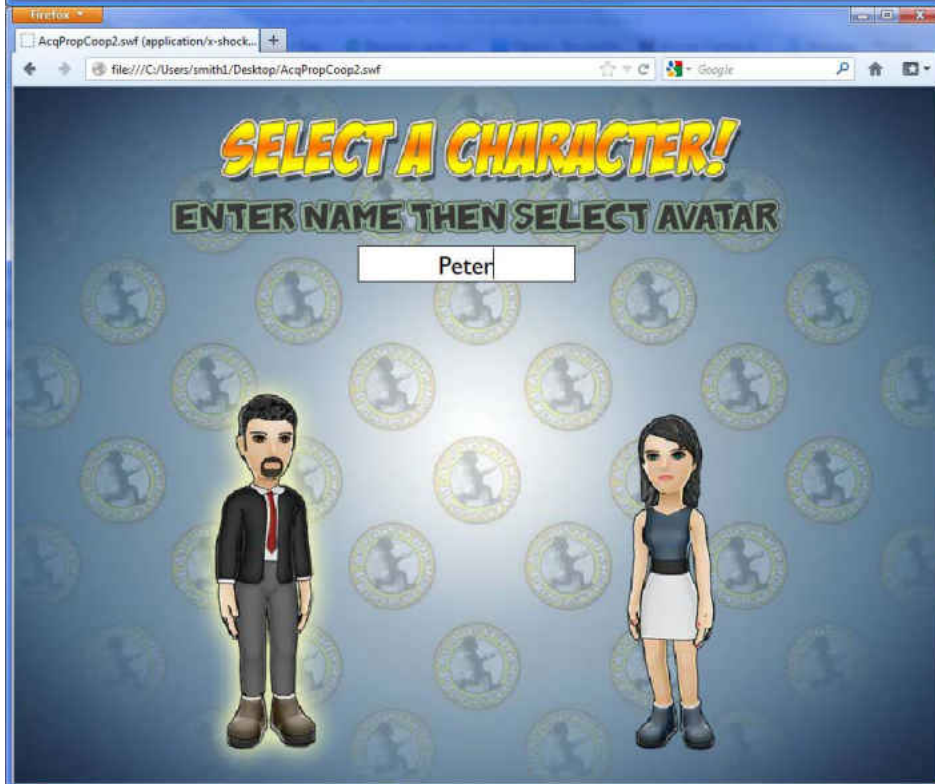 Firefox
AcqPropCoop2.swf (application/x-shock...
file:///C:/Users/smith1/Desktop/AcqPropCoop2.swf
Google
SELECT A CHARACTER!
ENTER NAME THEN SELECT AVATAR
Peter